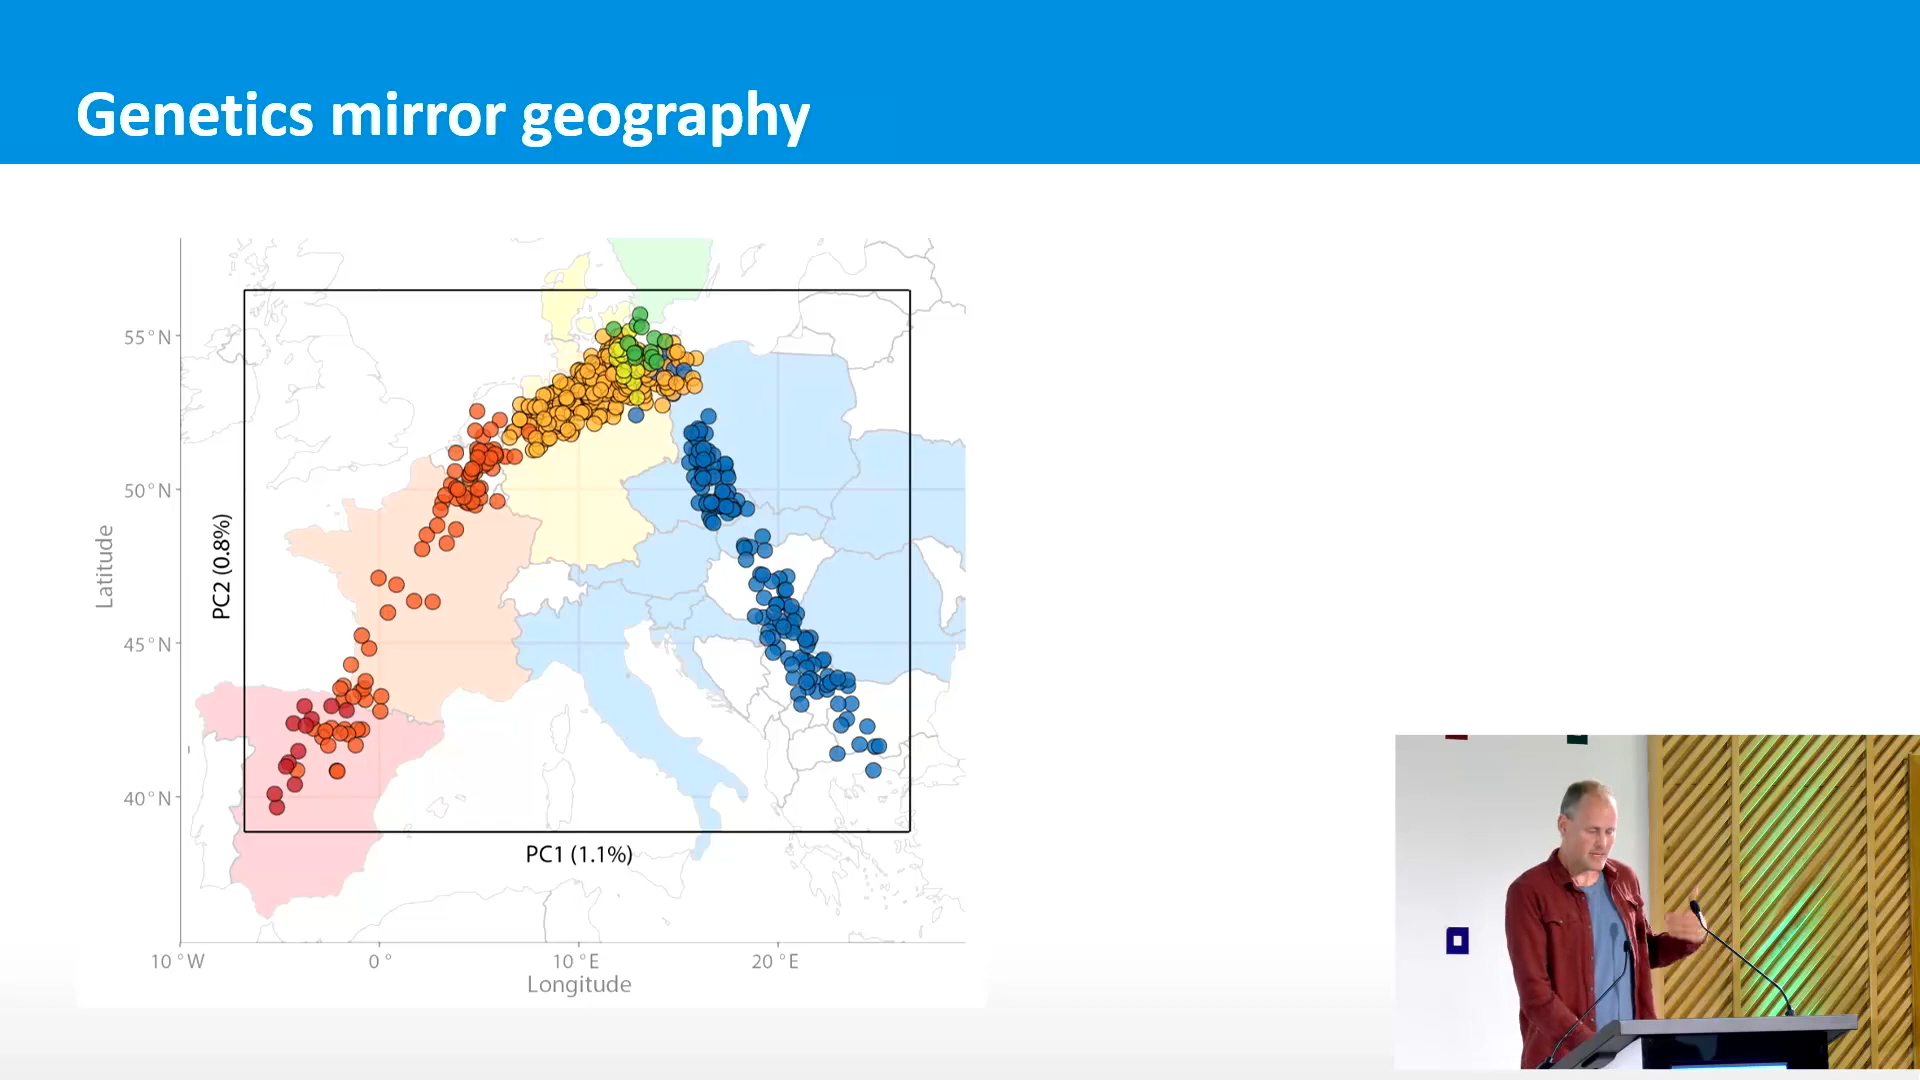 Genetics mirror geography
55°N
50°N
45°N
40°N
Latitude
PC2 (0.8%)
PC1 (1.1%)
10°W
0°
10°E
20°E
Longitude